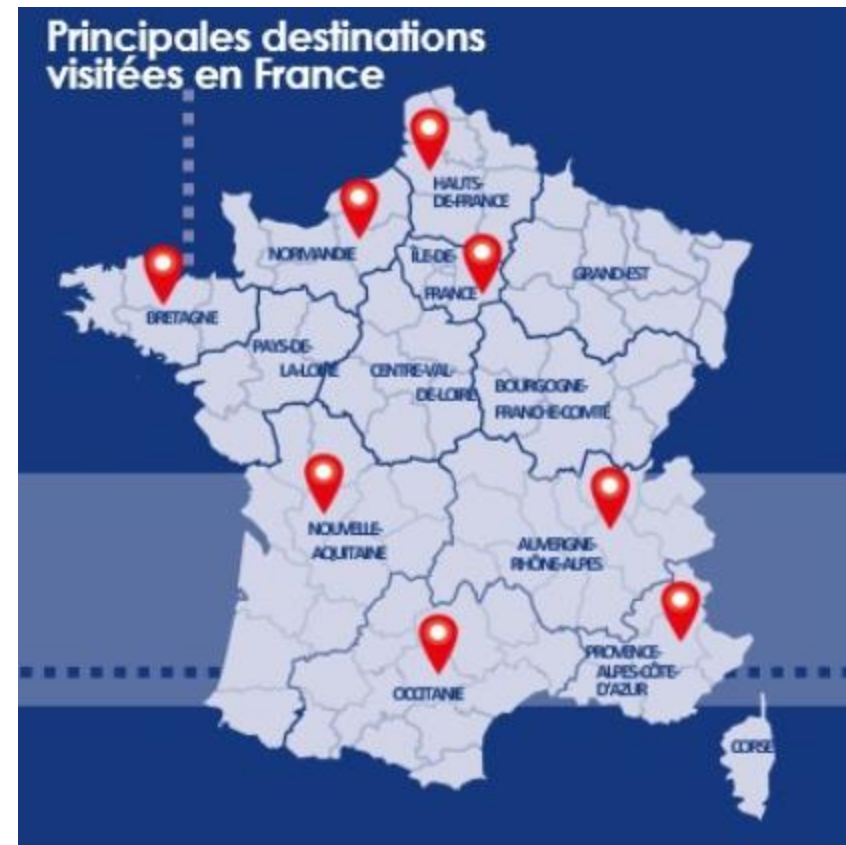 Principales destinations
visitées en France
HAUTS-
DE-FRANCE
NORMANDIE
ÎLE-DE-
FRANCE
GRAND-EST
BRETAGNE
PAYS-DE-
LA-LOIRE
CENTRE-VAL-
DE-LOIRE
BOURGOGNE-
FRANCHE-COMTÉ
NOUVELLE-
AQUITAINE
AUVERGNE-
RHÔNE-ALPES
PROVENCE-
ALPES-CÔTE-
D'AZUR
OCCITANIE
CORSE